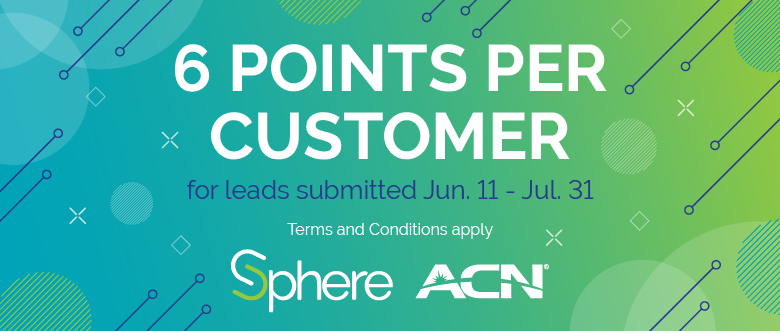 6 POINTS PER
CUSTOMER
for leads submitted Jun. 11 - Jul. 31
Terms and Conditions apply
Sphere ACN®